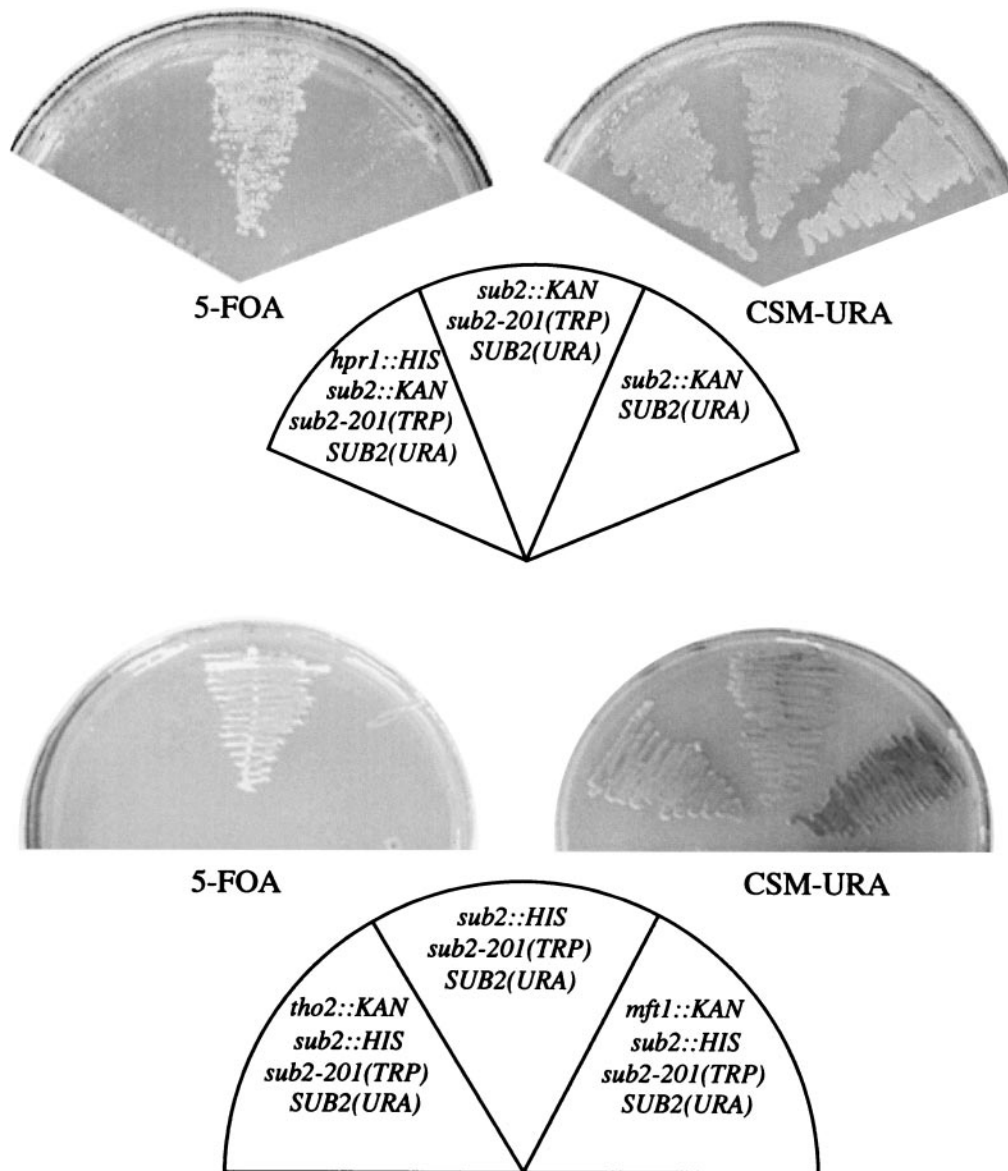 5-FOA
CSM-URA
hpr1::HIS
sub2::KAN
sub2-201(TRP)
SUB2(URA)
sub2::KAN
sub2-201(TRP)
SUB2(URA)
sub2::KAN
SUB2(URA)
5-FOA
CSM-URA
tho2::KAN
sub2::HIS
sub2-201(TRP)
SUB2(URA)
sub2::HIS
sub2-201(TRP)
SUB2(URA)
mft1::KAN
sub2::HIS
sub2-201(TRP)
SUB2(URA)